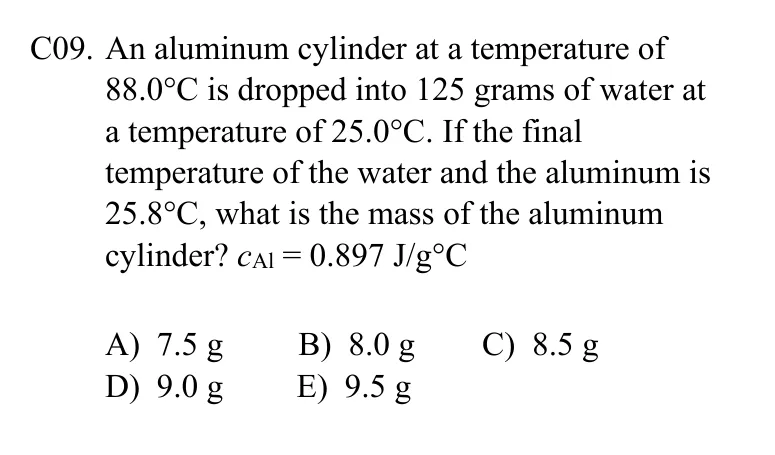 C09. An aluminum cylinder at a temperature of
88.0°C is dropped into 125 grams of water at
a temperature of 25.0°C. If the final
temperature of the water and the aluminum is
25.8°C, what is the mass of the aluminum
cylinder? cAl = 0.897 J/g°C
A) 7.5 g B) 8.0 g C) 8.5 g
D) 9.0 g E) 9.5 g